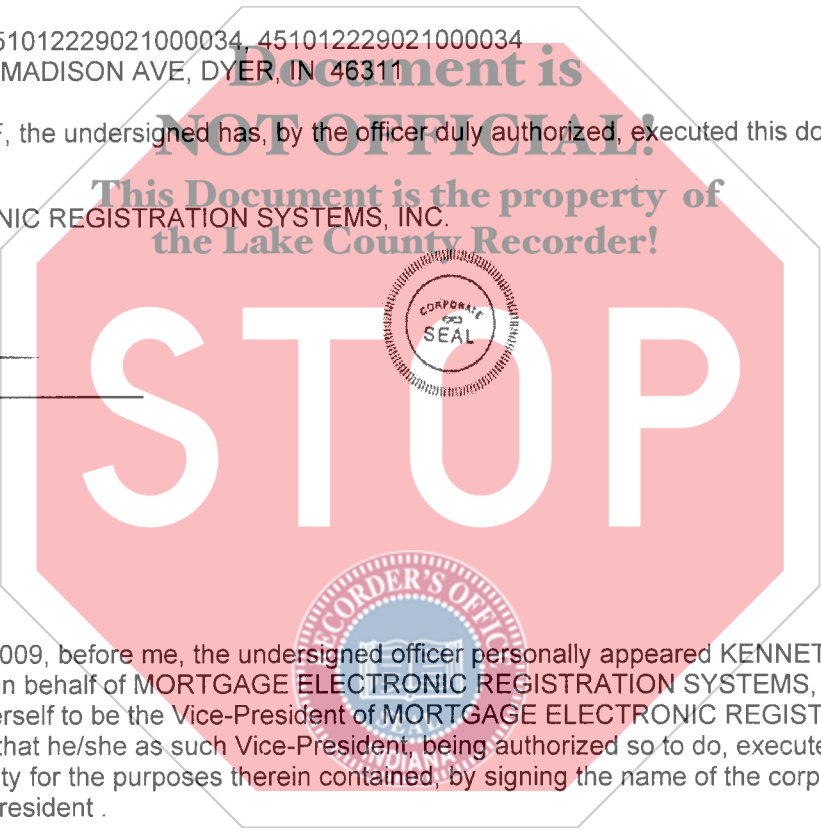 51012229021000034, 451012229021000034
MADISON AVE, DYER, IN 46311
Document is
, the undersigned has, by the officer duly authorized, executed this do
NOT OFFICIAL!
This Document is the property of
NIC REGISTRATION SYSTEMS, INC.
the Lake County Recorder!
CORPORATE
SEAL
STOP
RECORDER'S OFFICE
009, before me, the undersigned officer personally appeared KENNET
n behalf of MORTGAGE ELECTRONIC REGISTRATION SYSTEMS,
erself to be the Vice-President of MORTGAGE ELECTRONIC REGIST
that he/she as such Vice-President, being authorized so to do, execute
SEAL
ty for the purposes therein contained, by signing the name of the corp
INDIANA
resident .